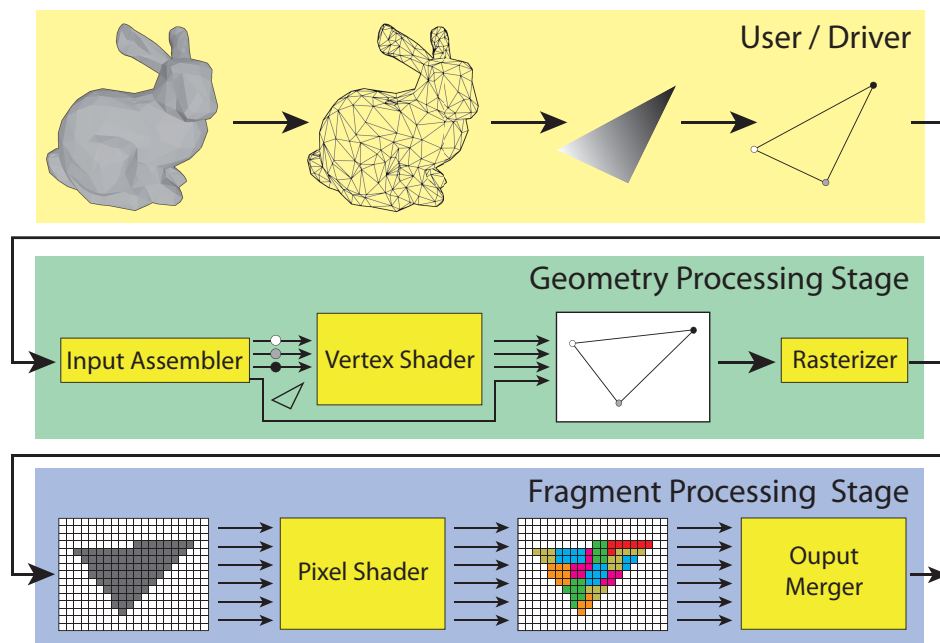 User / Driver
Geometry Processing Stage
Input Assembler
Vertex Shader
Rasterizer
Fragment Processing Stage
Pixel Shader
Ouput
Merger